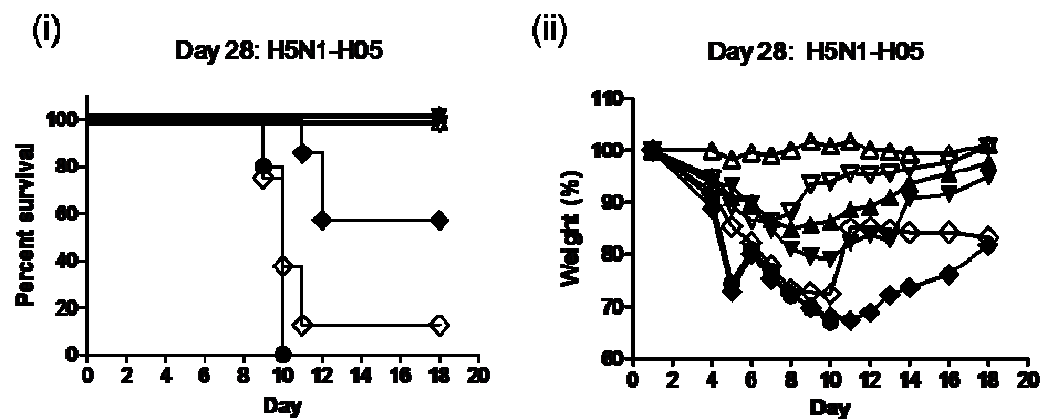 (i)
Day 28: H5N1-H05
Percent survival
100
80
60
40
20
0
0 2 4 6 8 10 12 14 16 18 20
Day
(ii)
Day 28: H5N1-H05
Weight (%)
110
100
90
80
70
60
0 2 4 6 8 10 12 14 16 18 20
Day